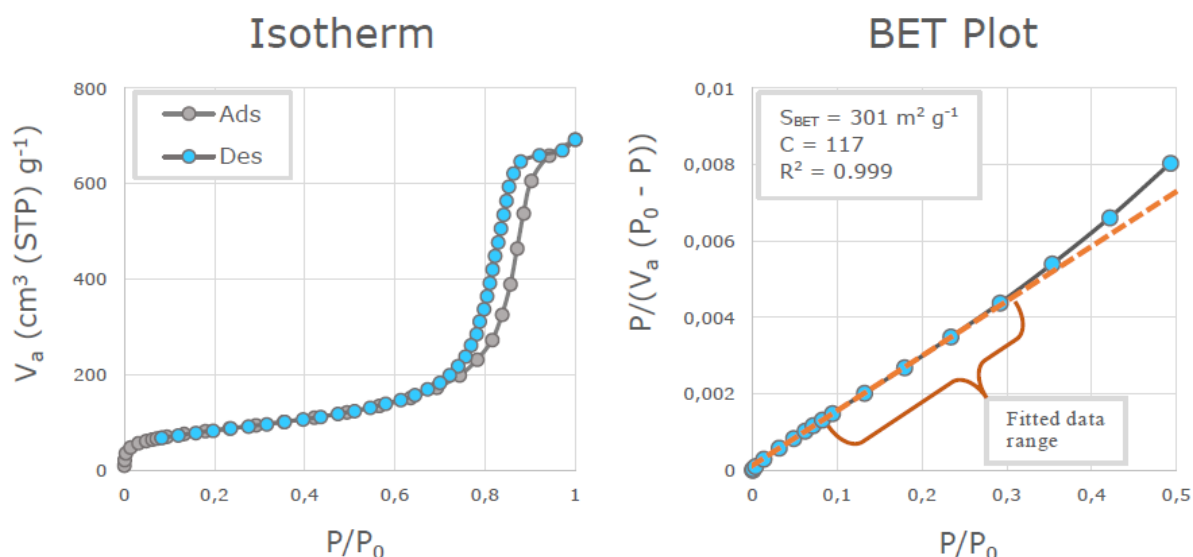 Isotherm
V_a (cm³ (STP) g⁻¹)
800
600
400
200
0
Ads
Des
0
0,2
0,4
0,6
0,8
1
P/P₀
BET Plot
P/(V_a (P₀ - P))
0,01
0,008
0,006
0,004
0,002
0
S_BET = 301 m² g⁻¹
C = 117
R² = 0.999
Fitted data
range
0
0,1
0,2
0,3
0,4
0,5
P/P₀